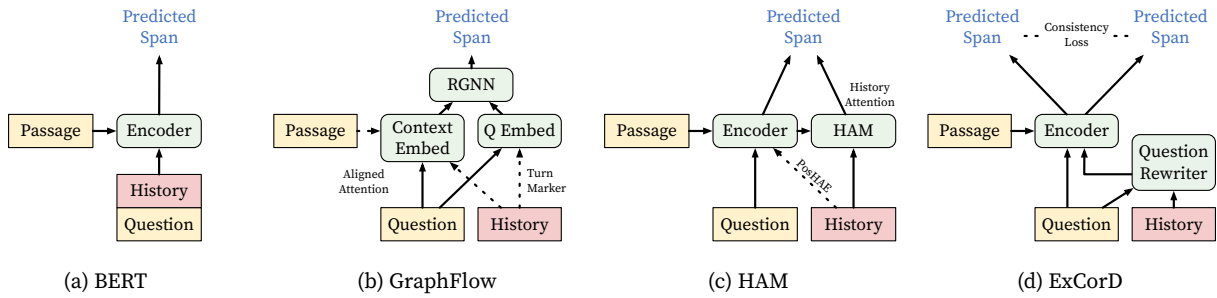 Predicted
Span
Passage
Encoder
History
Question
(a) BERT
Predicted
Span
RGNN
Passage
Context
Embed
Q Embed
Aligned
Attention
Turn
Marker
Question
History
(b) GraphFlow
Predicted
Span
History
Attention
Passage
Encoder
HAM
PosHAE
Question
History
(c) HAM
Predicted
Span
Consistency
Loss
Predicted
Span
Passage
Encoder
Question
Rewriter
Question
History
(d) ExCorD